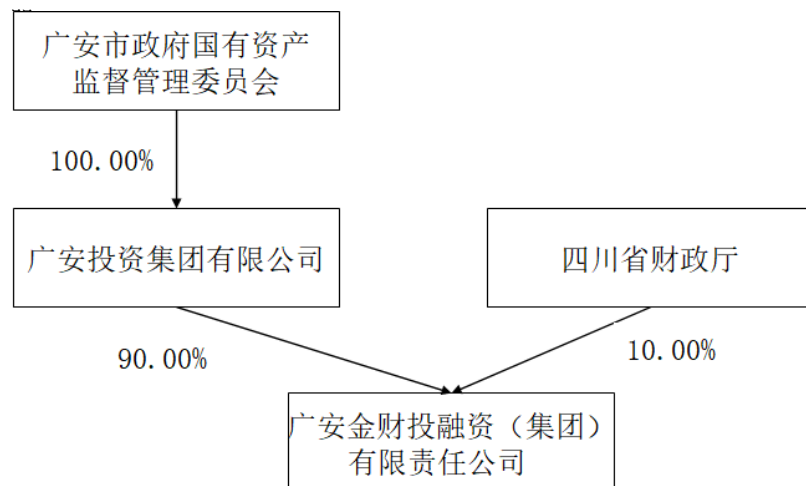 广安市政府国有资产
监督管理委员会
100.00%
广安投资集团有限公司
四川省财政厅
90.00%
10.00%
广安金财投融资（集团）
有限责任公司